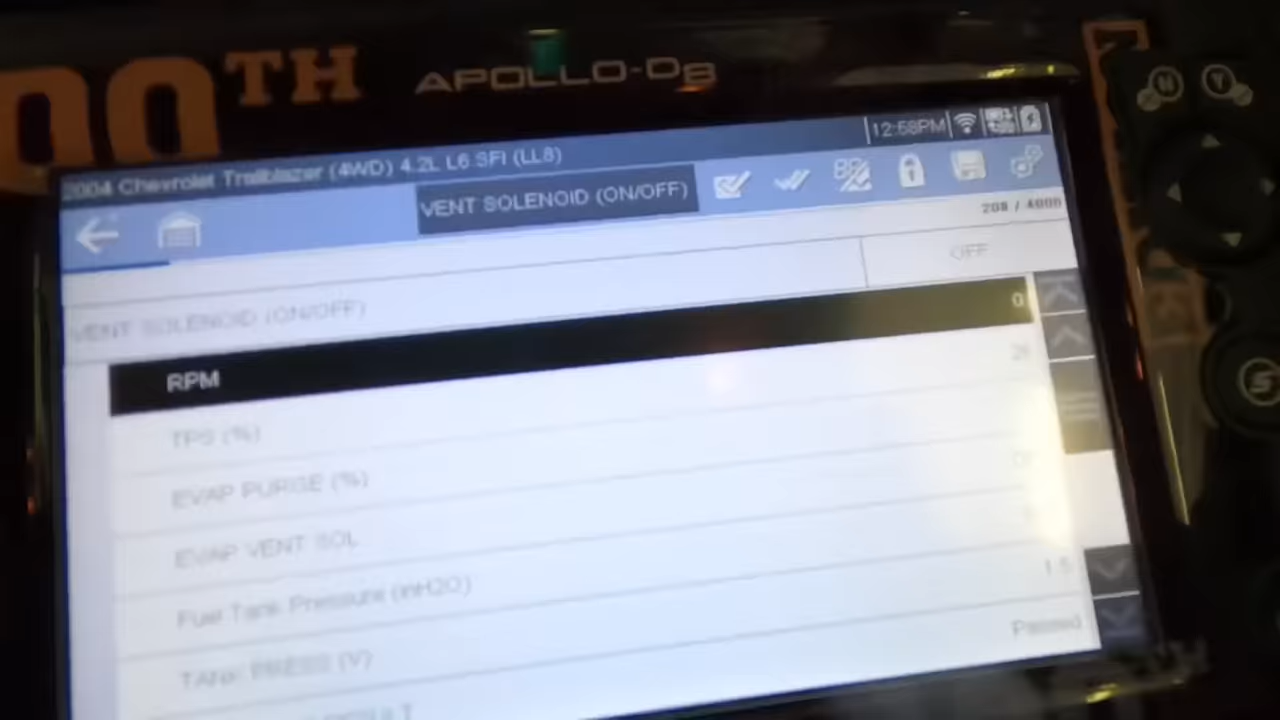 00TH
APOLLO-D8
12:58PM
2004 Chevrolet Trailblazer (4WD) 4.2L L6 SFI (LL8)
VENT SOLENOID (ON/OFF)
208 / 4000
VENT SOLENOID (ON/OFF) OFF
RPM 0
TPS (%)
EVAP PURGE (%)
EVAP VENT SOL
Fuel Tank Pressure (inH2O)
TANK PRESS (V) 1.5
Passed
N
Y
S